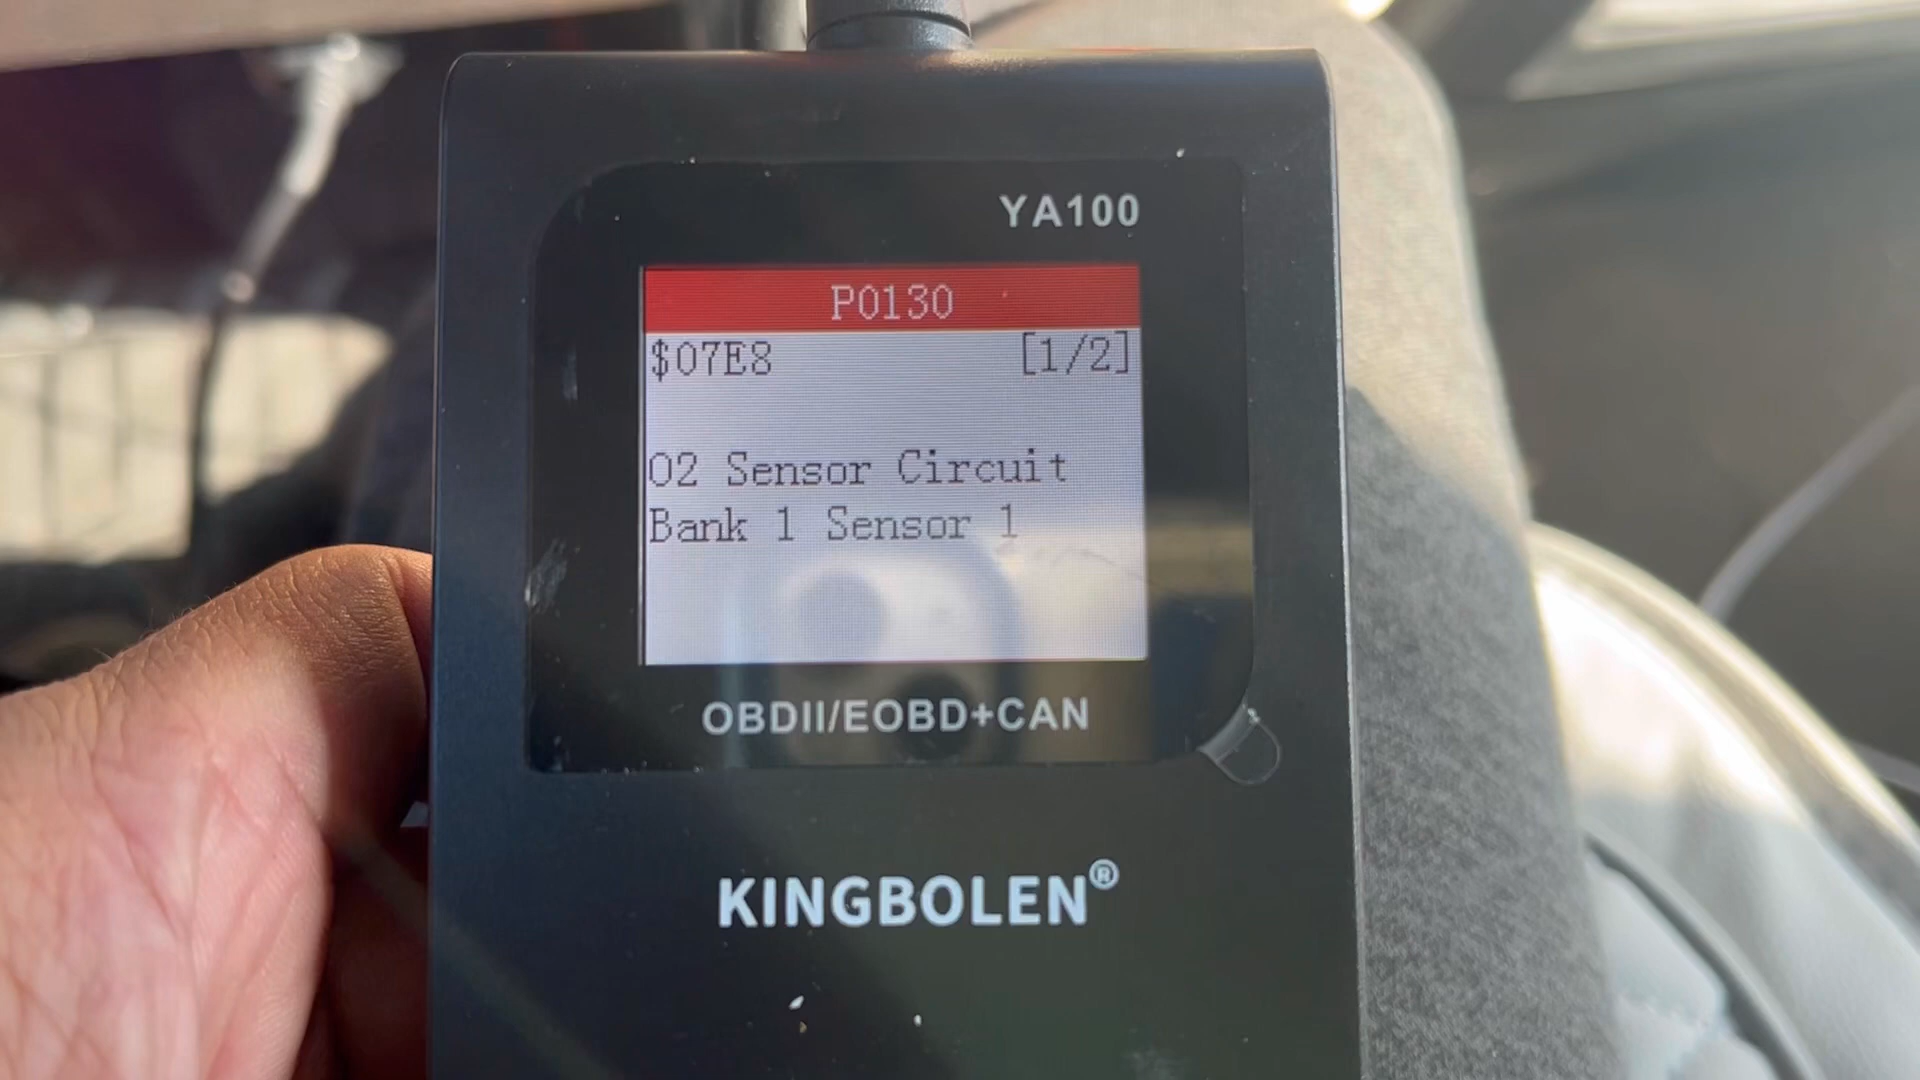 YA100
P0130
$07E8 [1/2]
O2 Sensor Circuit
Bank 1 Sensor 1
OBDII/EOBD+CAN
KINGBOLEN®